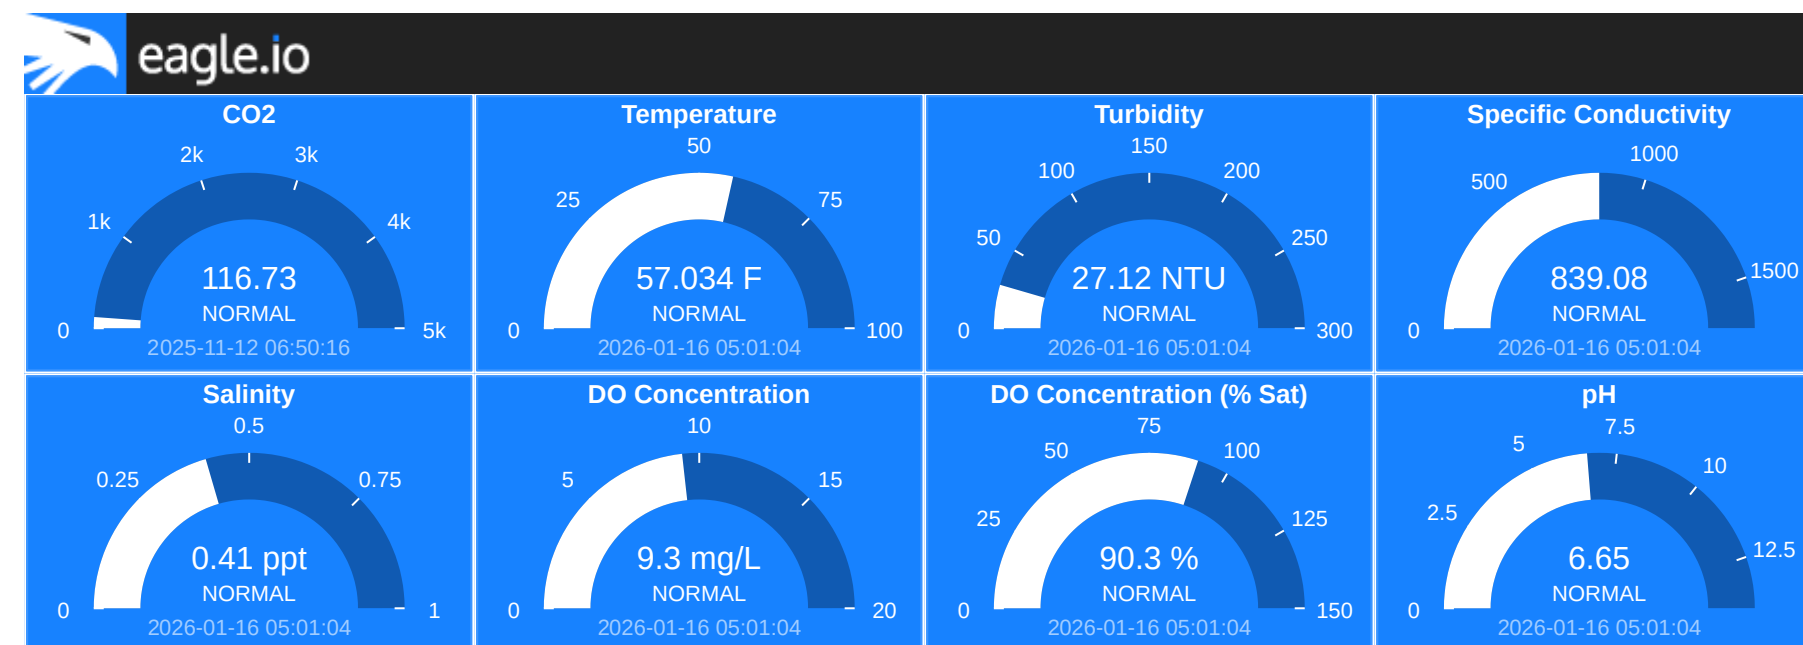 eagle.io
CO2
0
1k
2k
3k
4k
5k
116.73
NORMAL
2025-11-12 06:50:16
Temperature
0
25
50
75
100
57.034 F
NORMAL
2026-01-16 05:01:04
Turbidity
0
50
100
150
200
250
300
27.12 NTU
NORMAL
2026-01-16 05:01:04
Specific Conductivity
0
500
1000
1500
839.08
NORMAL
2026-01-16 05:01:04
Salinity
0
0.25
0.5
0.75
1
0.41 ppt
NORMAL
2026-01-16 05:01:04
DO Concentration
0
5
10
15
20
9.3 mg/L
NORMAL
2026-01-16 05:01:04
DO Concentration (% Sat)
0
25
50
75
100
125
150
90.3 %
NORMAL
2026-01-16 05:01:04
pH
0
2.5
5
7.5
10
12.5
6.65
NORMAL
2026-01-16 05:01:04